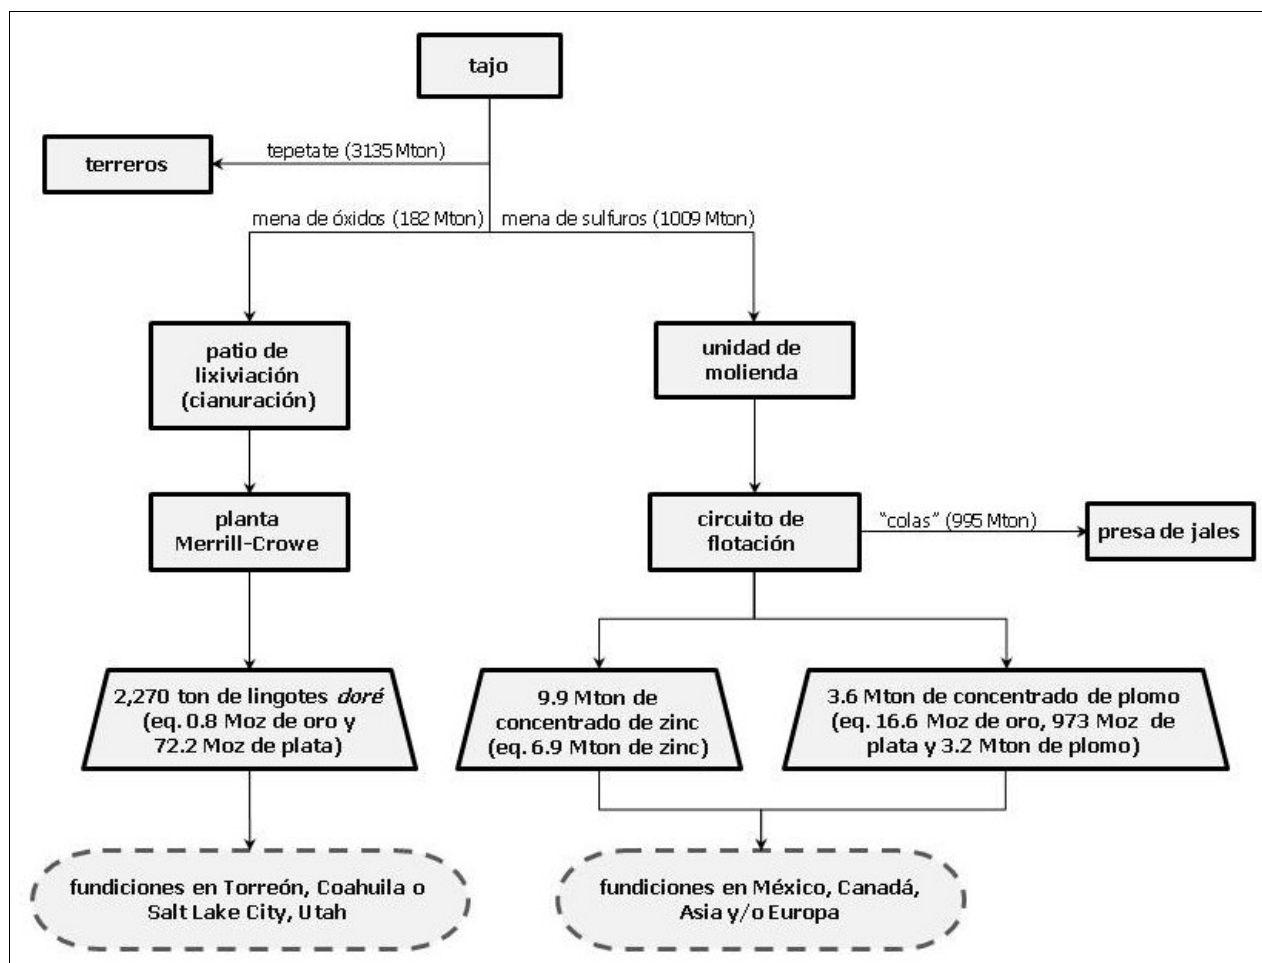 tajo
tepetate (3135 Mton)
terreros
mena de óxidos (182 Mton)
mena de sulfuros (1009 Mton)
patio de
lixiviación
(cianuración)
unidad de
molienda
planta
Merrill-Crowe
circuito de
flotación
"colas" (995 Mton)
presa de jales
2,270 ton de lingotes doré
(eq. 0.8 Moz de oro y
72.2 Moz de plata)
9.9 Mton de
concentrado de zinc
(eq. 6.9 Mton de zinc)
3.6 Mton de concentrado de plomo
(eq. 16.6 Moz de oro, 973 Moz de
plata y 3.2 Mton de plomo)
fundiciones en Torreón, Coahuila o
Salt Lake City, Utah
fundiciones en México, Canadá,
Asia y/o Europa